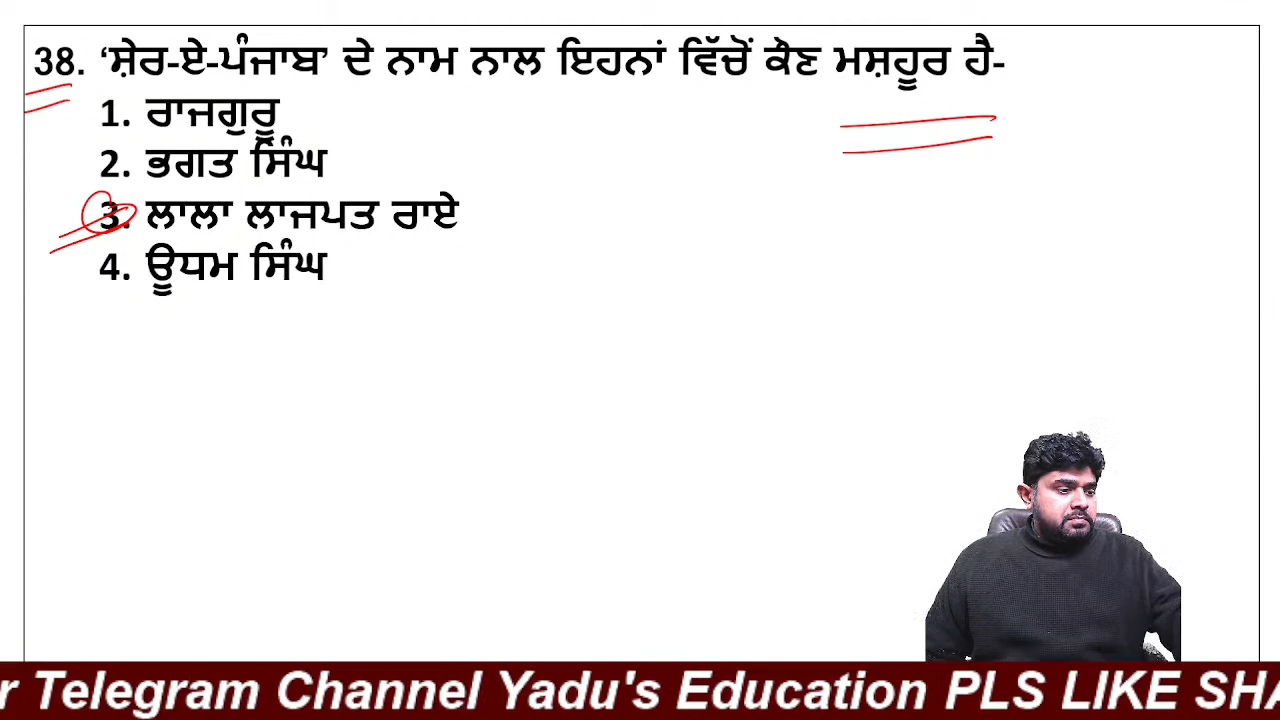 38. ‘ਸ਼ੇਰ-ਏ-ਪੰਜਾਬ’ ਦੇ ਨਾਮ ਨਾਲ ਇਹਨਾਂ ਵਿੱਚੋਂ ਕੋਣ ਮਸ਼ਹੂਰ ਹੈ-
1. ਰਾਜਗੁਰੂ
2. ਭਗਤ ਸਿੰਘ
3. ਲਾਲਾ ਲਾਜਪਤ ਰਾਏ
4. ਊਧਮ ਸਿੰਘ
r Telegram Channel Yadu's Education PLS LIKE SHA